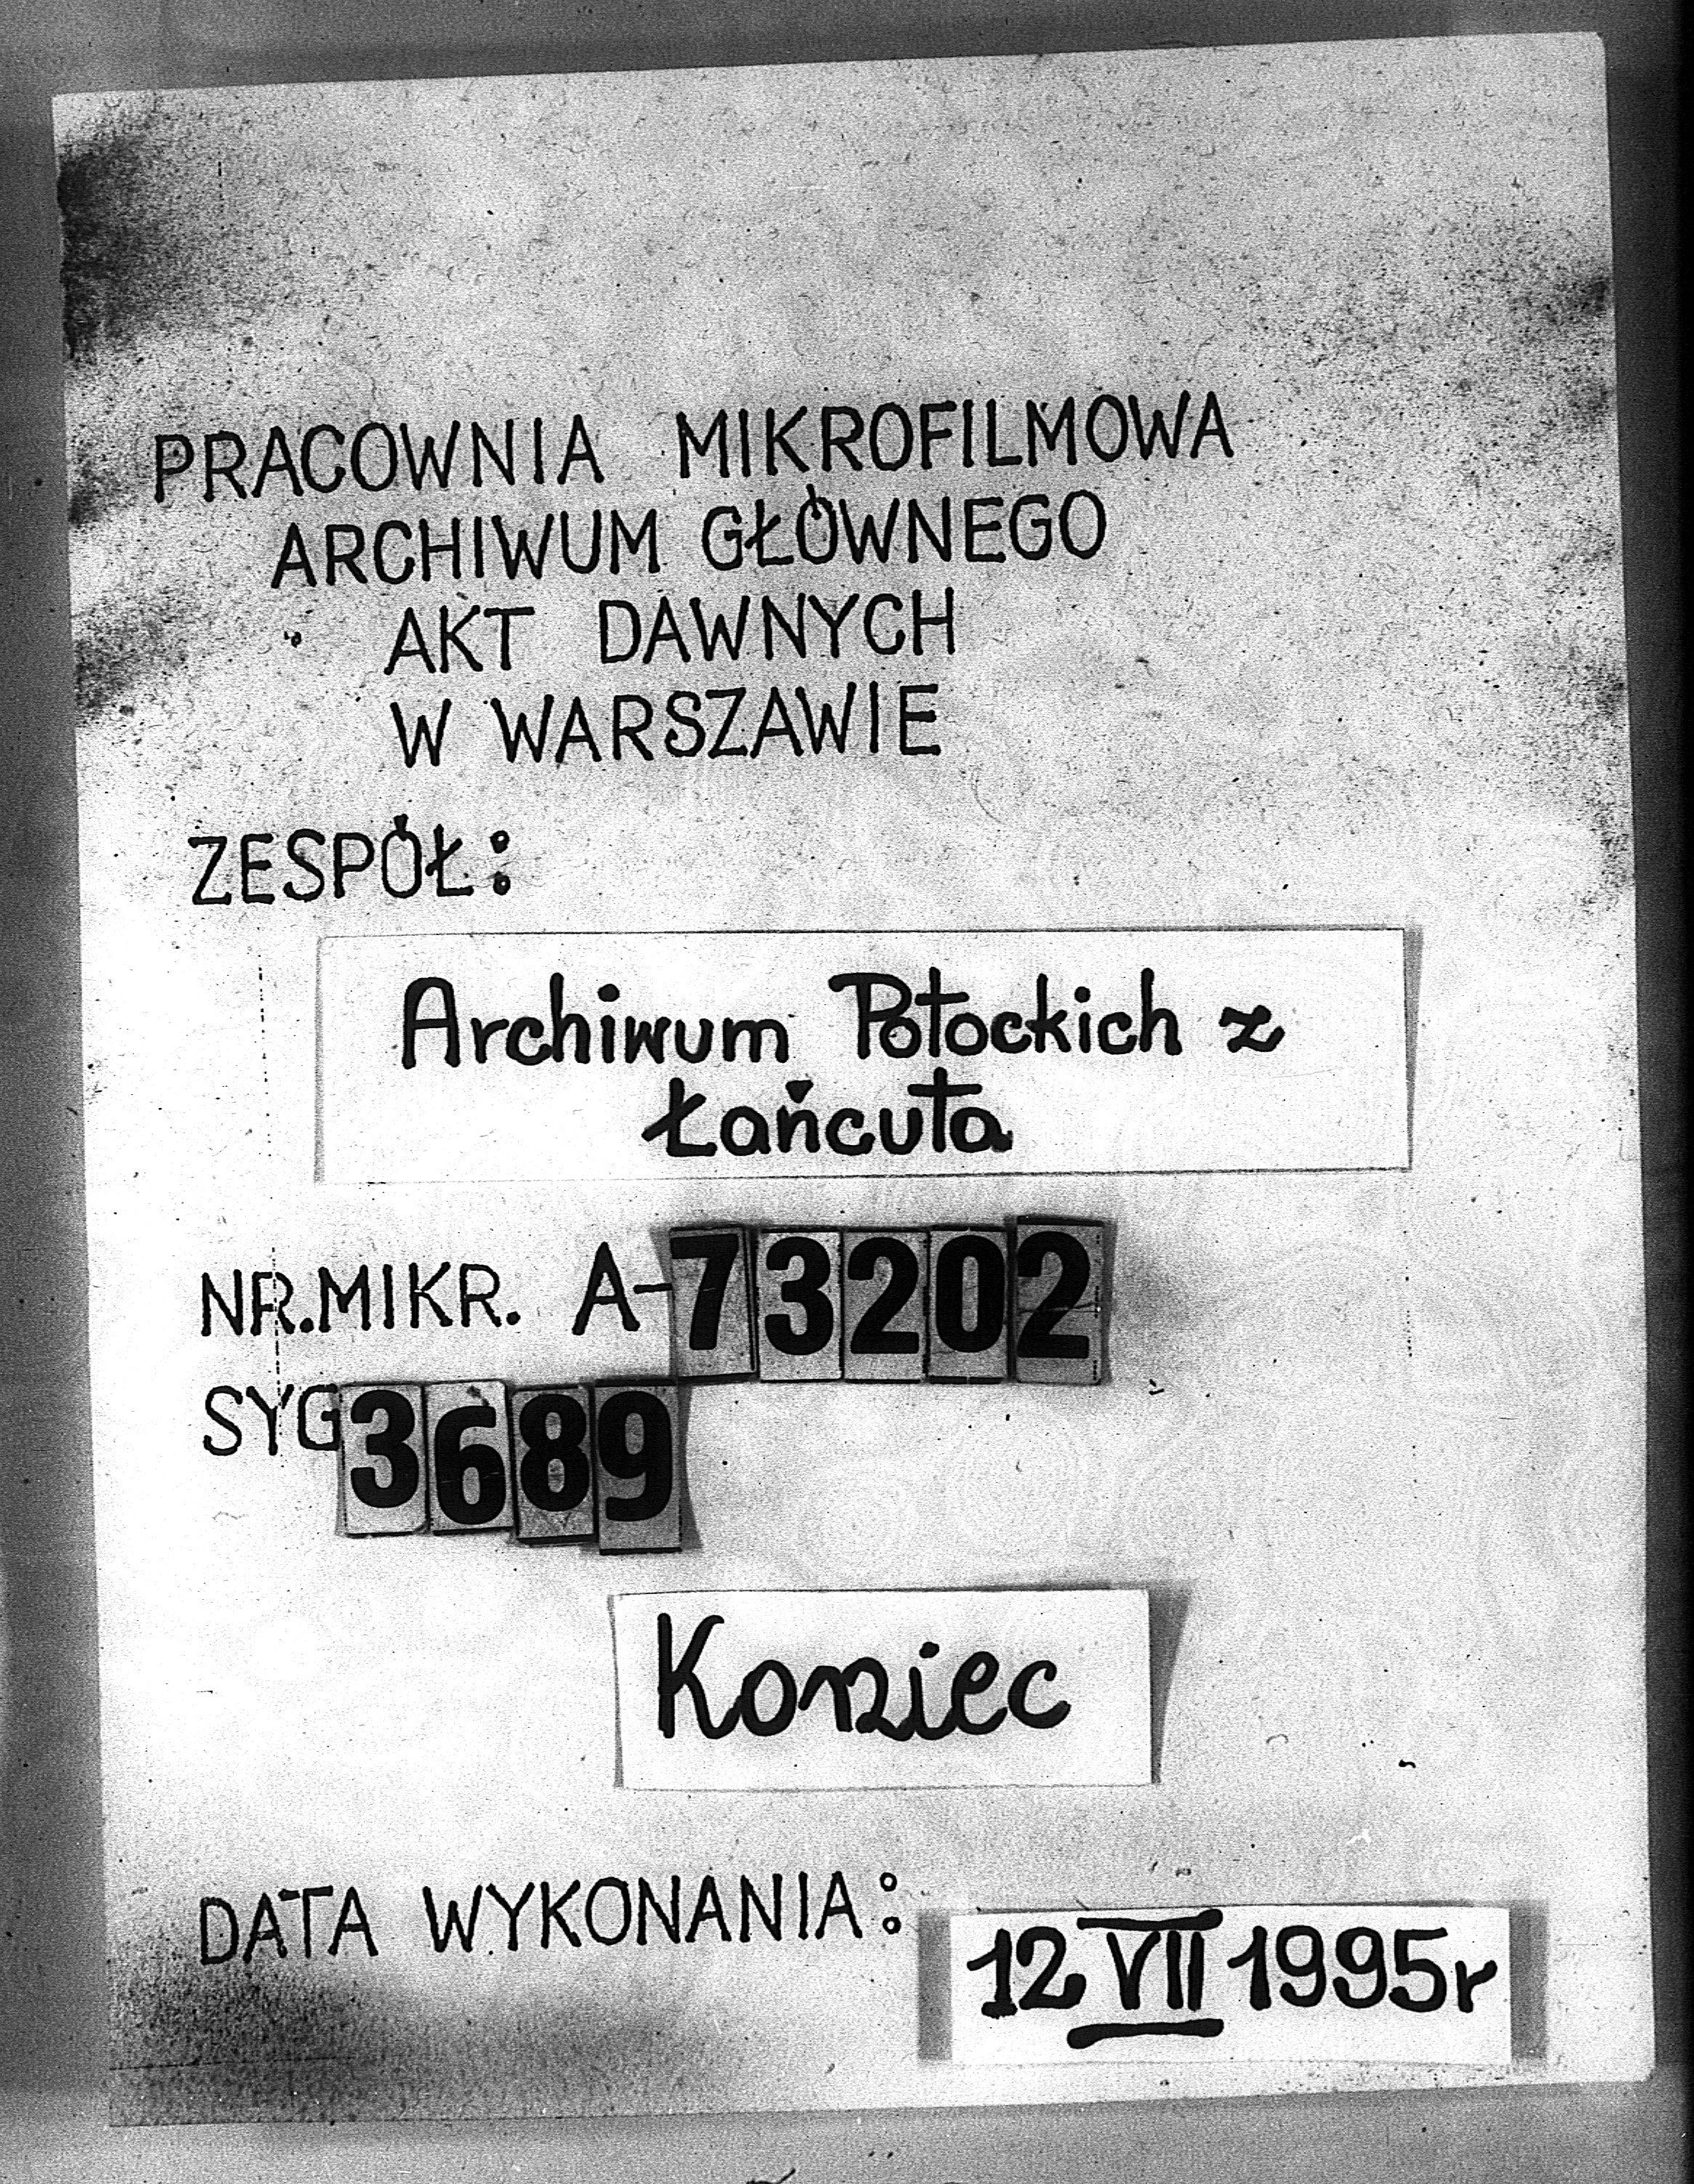 PRACOWNIA MIKROFILMOWA
ARCHIWUM GŁÓWNEGO
AKT DAWNYCH
W WARSZAWIE
ZESPÓŁ:
Archiwum Potockich z
Łańcuta
NR.MIKR. A-73202
SYG 3689
Koniec
DATA WYKONANIA: 12 VII 1995r